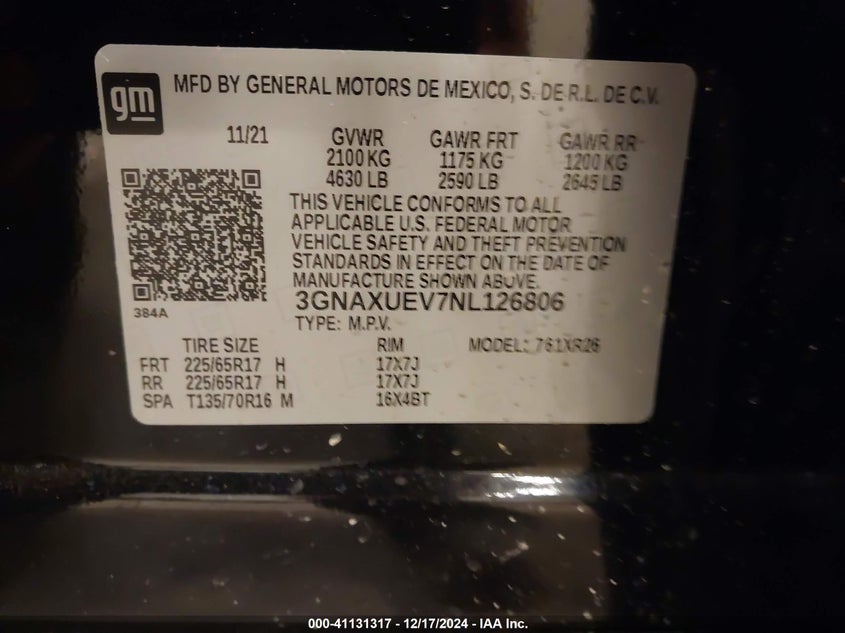 gm
MFD BY GENERAL MOTORS DE MEXICO, S. DE R.L. DE C.V.
11/21 GVWR GAWR FRT GAWR RR
2100 KG 1175 KG 1200 KG
4630 LB 2590 LB 2645 LB
THIS VEHICLE CONFORMS TO ALL
APPLICABLE U.S. FEDERAL MOTOR
VEHICLE SAFETY AND THEFT PREVENTION
STANDARDS IN EFFECT ON THE DATE OF
MANUFACTURE SHOWN ABOVE.
384A
3GNAXUEV7NL126806
TYPE: M.P.V.
TIRE SIZE RIM MODEL: 761XR26
FRT 225/65R17 H 17X7J
RR 225/65R17 H 17X7J
SPA T135/70R16 M 16X4BT
000-41131317 - 12/17/2024 - IAA Inc.